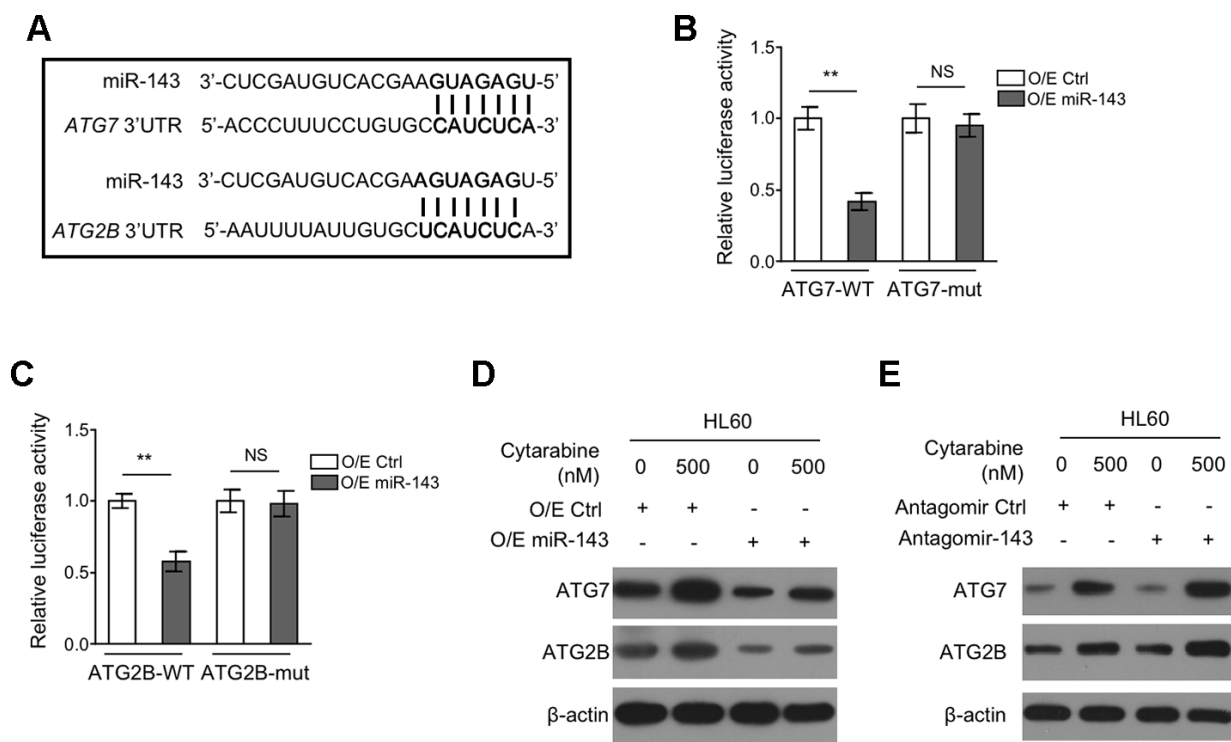 A
miR-143 3'-CUCGAUGUCACGAAGUAGAGU-5'
ATG7 3'UTR 5'-ACCCUUUCCUGUGCCAUCUCA-3'
miR-143 3'-CUCGAUGUCACGAAGUAGAGU-5'
ATG2B 3'UTR 5'-AAUUUUAUUGUGCUCAUCUCA-3'
B
Relative luciferase activity
1.5
1.0
0.5
0.0
**
NS
O/E Ctrl
O/E miR-143
ATG7-WT ATG7-mut
C
Relative luciferase activity
1.5
1.0
0.5
0.0
**
NS
O/E Ctrl
O/E miR-143
ATG2B-WT ATG2B-mut
D
HL60
Cytarabine
(nM)
0 500 0 500
O/E Ctrl + + - -
O/E miR-143 - - + +
ATG7
ATG2B
β-actin
E
HL60
Cytarabine
(nM)
0 500 0 500
Antagomir Ctrl + + - -
Antagomir-143 - - + +
ATG7
ATG2B
β-actin